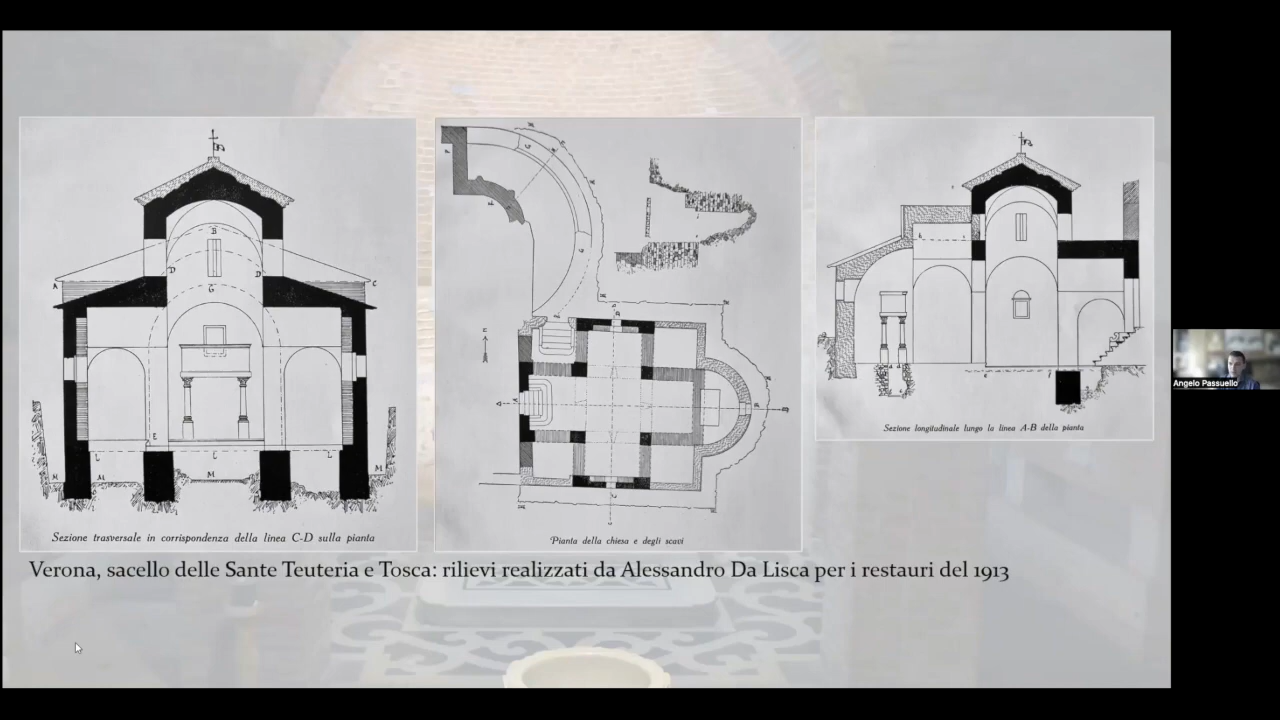 Sezione trasversale in corrispondenza della linea C-D sulla pianta
Pianta della chiesa e degli scavi
Sezione longitudinale lungo la linea A-B della pianta
Verona, sacello delle Sante Teuteria e Tosca: rilievi realizzati da Alessandro Da Lisca per i restauri del 1913
Angelo Passuello